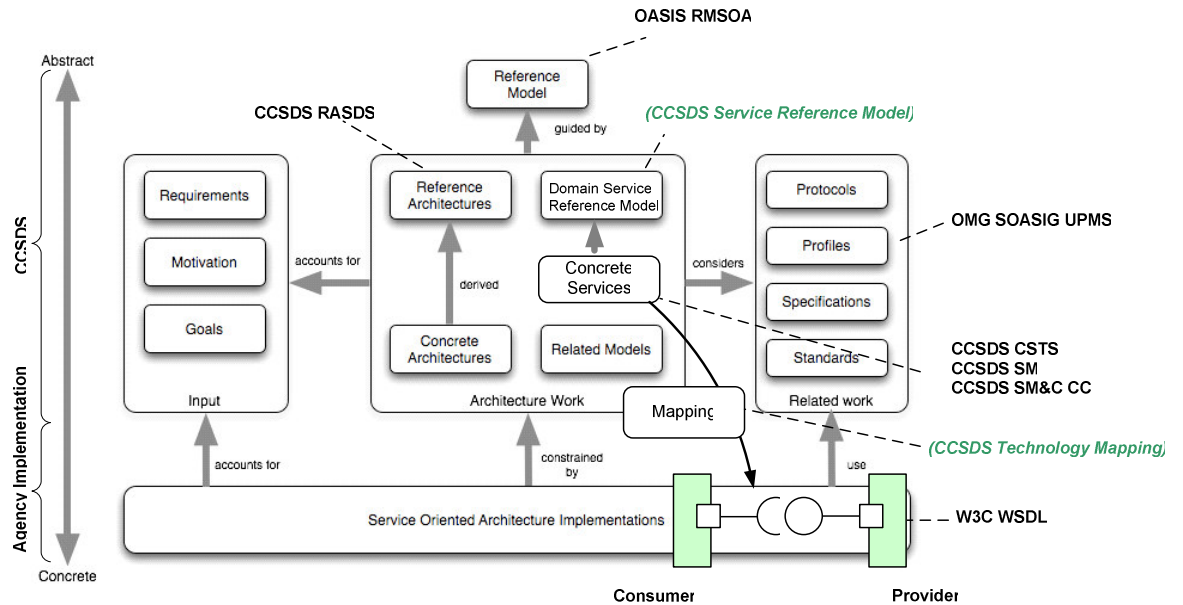 OASIS RMSOA
Abstract
Reference
Model
CCSDS RASDS
guided by
(CCSDS Service Reference Model)
Requirements
Motivation
Goals
Input
accounts for
Reference
Architectures
derived
Concrete
Architectures
Domain Service
Reference Model
Concrete
Services
Related Models
Architecture Work
considers
Protocols
Profiles
Specifications
Standards
Related work
OMG SOASIG UPMS
CCSDS CSTS
CCSDS SM
CCSDS SM&C CC
Mapping
(CCSDS Technology Mapping)
CCSDS
Agency Implementation
accounts for
constrained
by
use
Service Oriented Architecture Implementations
W3C WSDL
Concrete
Consumer
Provider